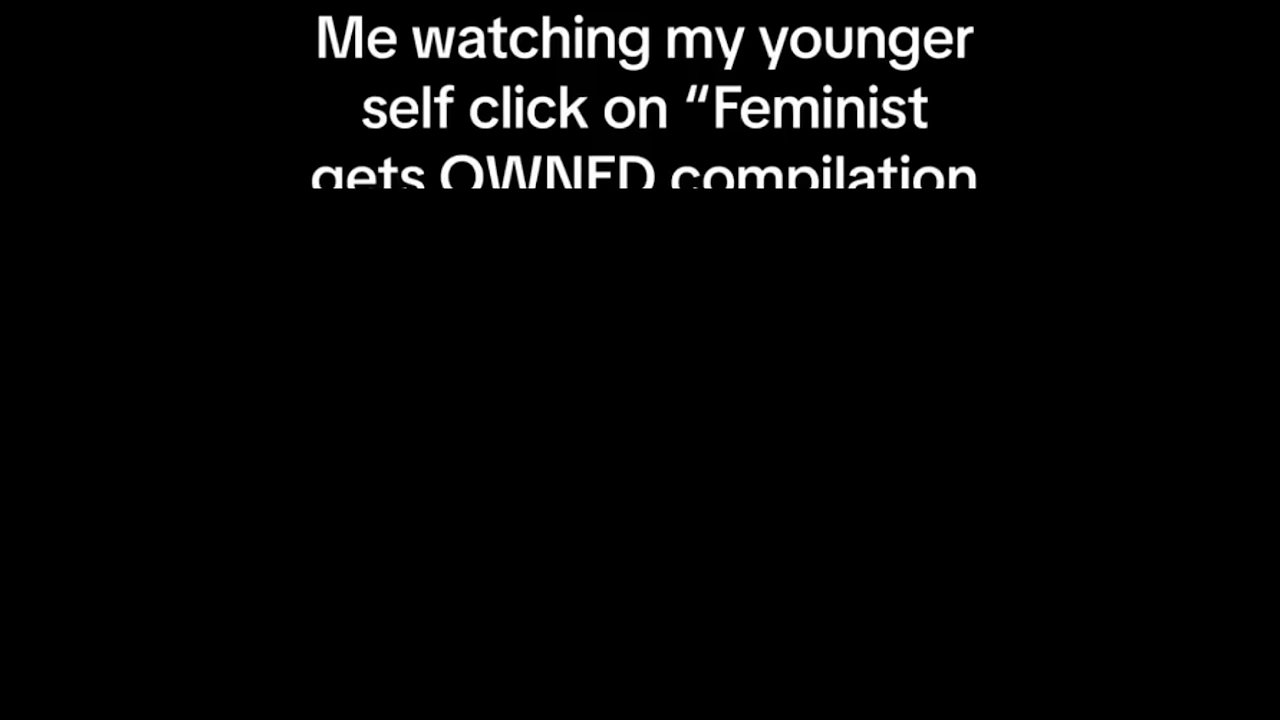 Me watching my younger
self click on “Feminist
gets OWNED compilation